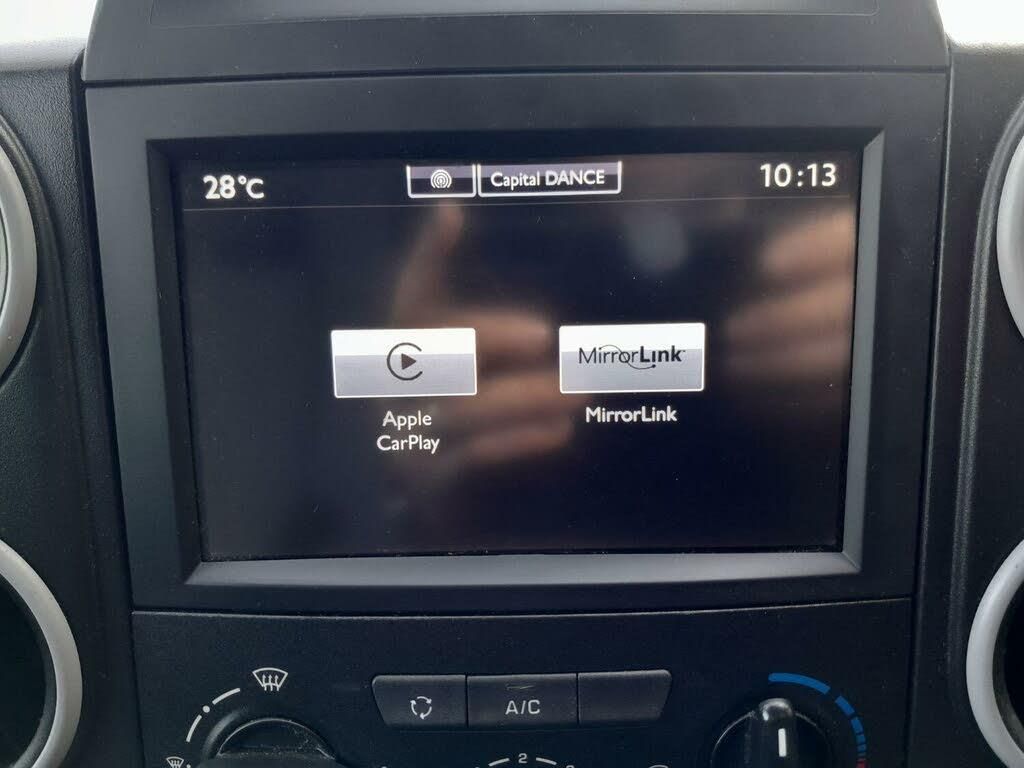 28°C
Capital DANCE
10:13
MirrorLink
Apple
CarPlay
MirrorLink
A/C
2